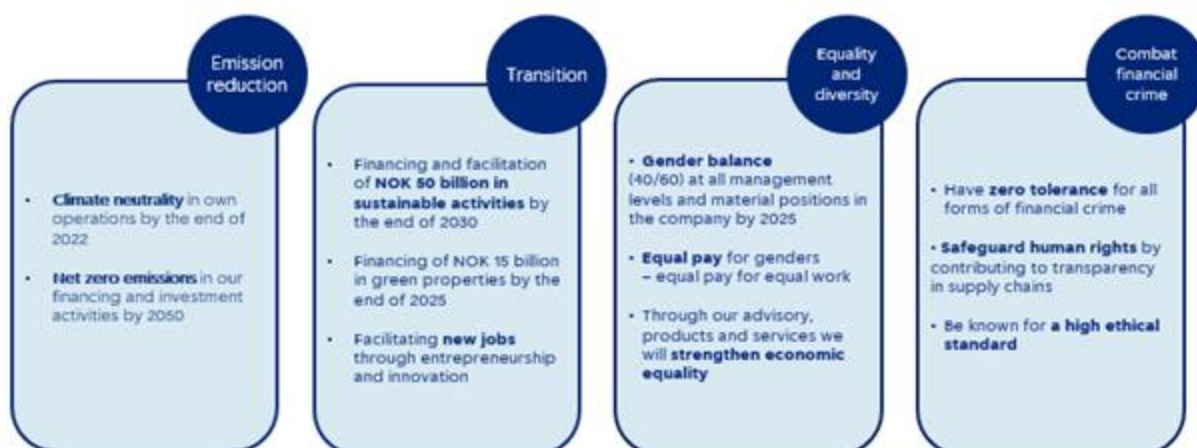 Emission
reduction
• Climate neutrality in own
operations by the end of
2022
• Net zero emissions in our
financing and investment
activities by 2050
Transition
• Financing and facilitation
of NOK 50 billion in
sustainable activities by
the end of 2030
• Financing of NOK 15 billion
in green properties by the
end of 2025
• Facilitating new jobs
through entrepreneurship
and innovation
Equality
and
diversity
• Gender balance
(40/60) at all management
levels and material positions in
the company by 2025
• Equal pay for genders
– equal pay for equal work
• Through our advisory,
products and services we
will strengthen economic
equality
Combat
financial
crime
• Have zero tolerance for all
forms of financial crime
• Safeguard human rights by
contributing to transparency
in supply chains
• Be known for a high ethical
standard